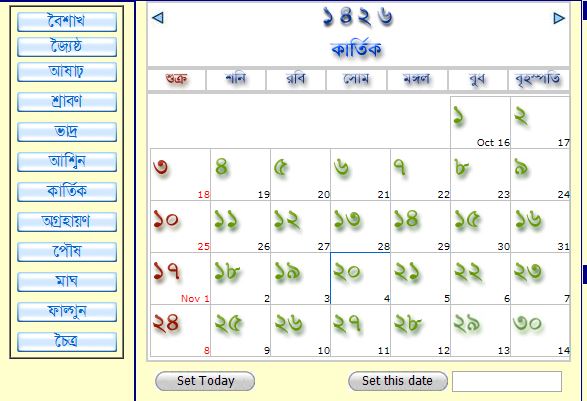 বৈশাখ
জ্যৈষ্ঠ
আষাঢ়
শ্রাবণ
ভাদ্র
আশ্বিন
কার্তিক
অগ্রহায়ণ
পৌষ
মাঘ
ফাল্গুন
চৈত্র
১৪২৬
কার্তিক
শুক্র শনি রবি সোম মঙ্গল বুধ বৃহস্পতি
১ ২
Oct 16 17
৩ ৪ ৫ ৬ ৭ ৮ ৯
18 19 20 21 22 23 24
১০ ১১ ১২ ১৩ ১৪ ১৫ ১৬
25 26 27 28 29 30 31
১৭ ১৮ ১৯ ২০ ২১ ২২ ২৩
Nov 1 2 3 4 5 6 7
২৪ ২৫ ২৬ ২৭ ২৮ ২৯ ৩০
8 9 10 11 12 13 14
Set Today Set this date